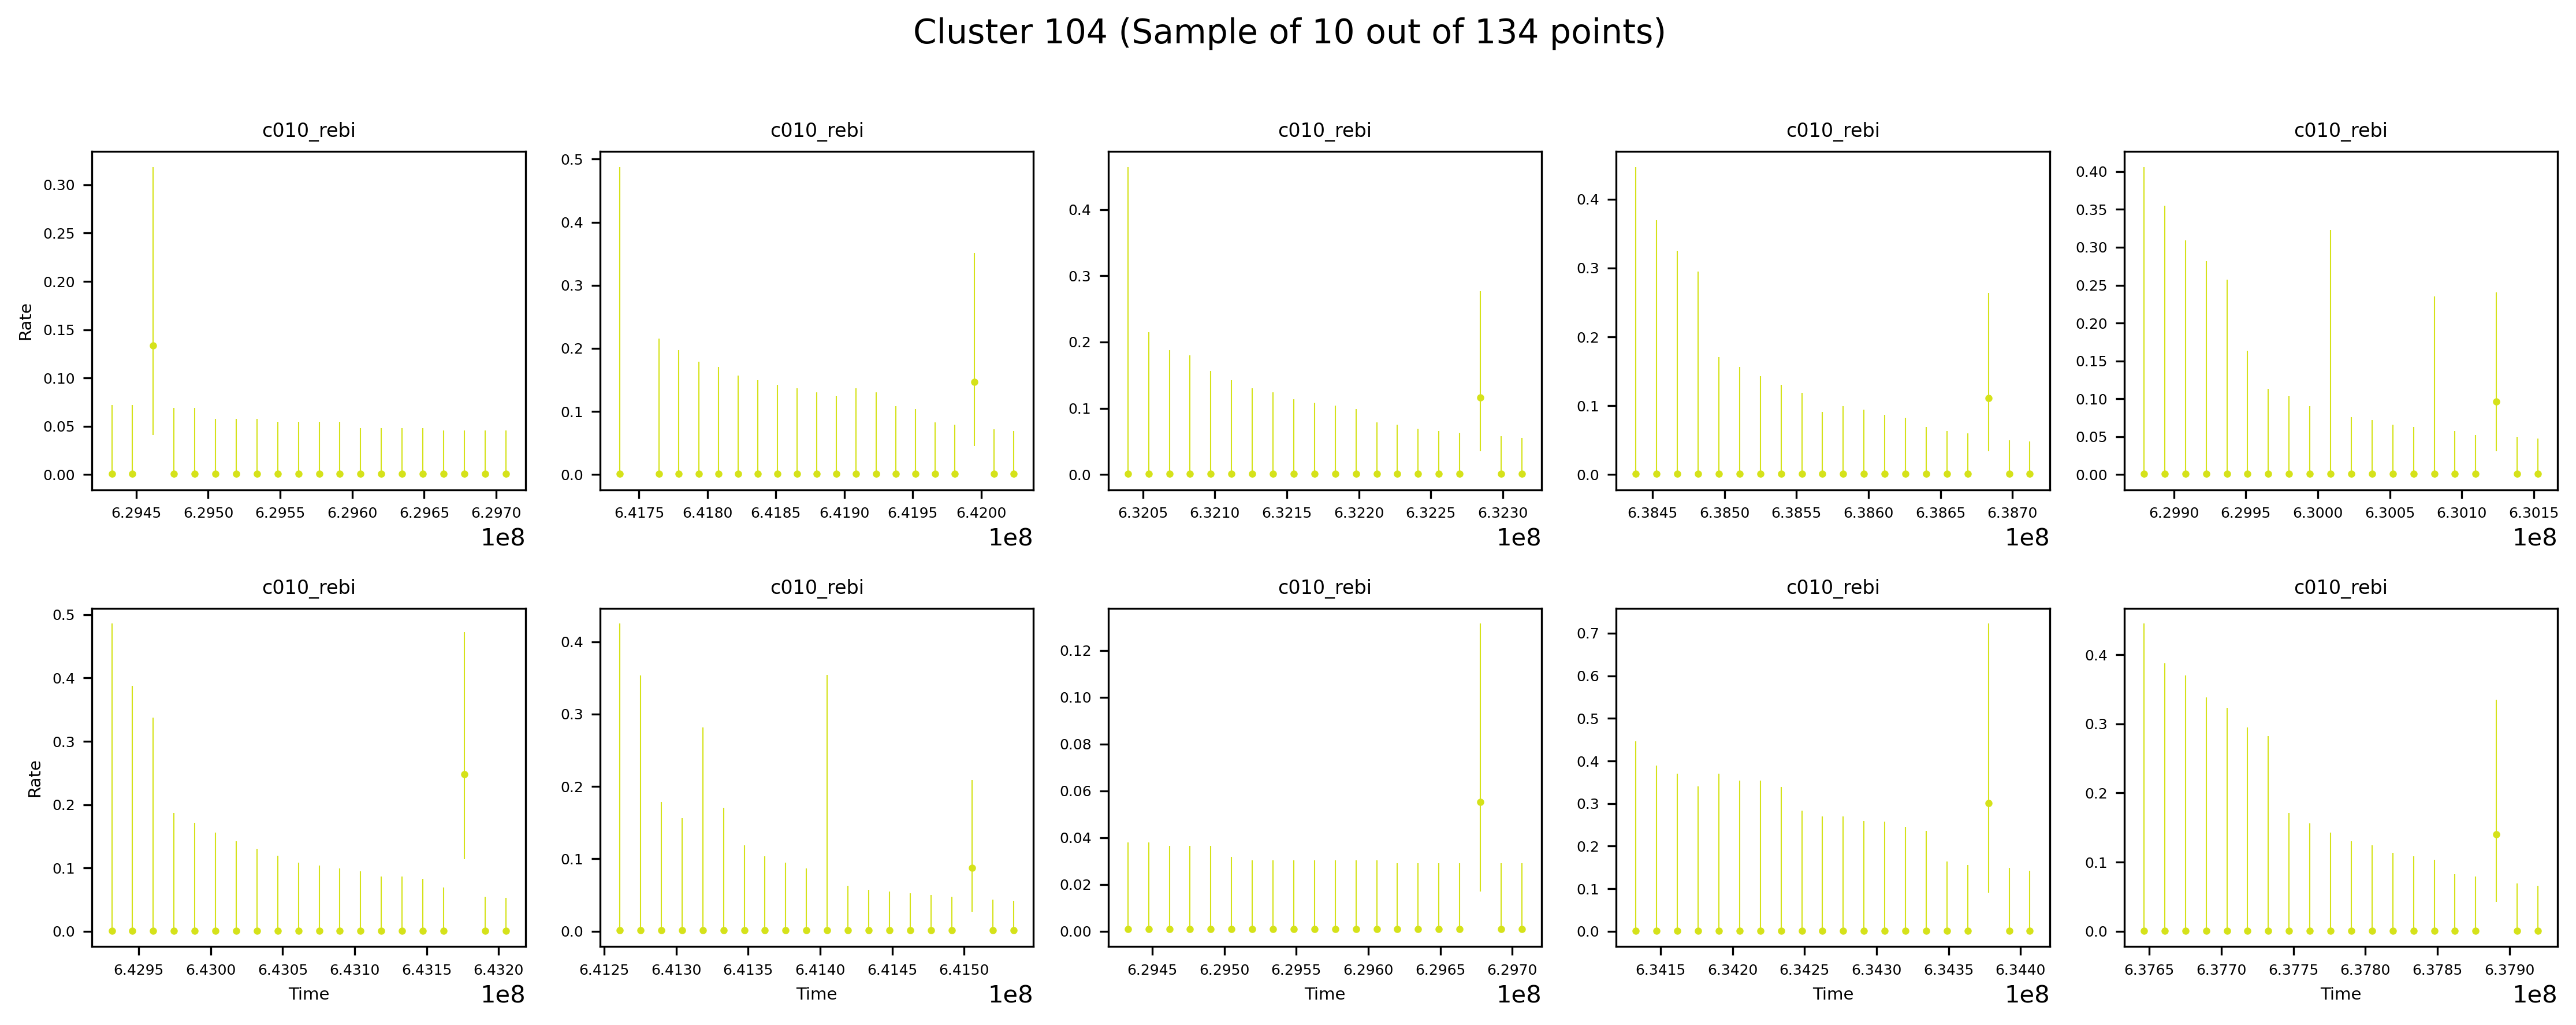 Cluster 104 (Sample of 10 out of 134 points)
c010_rebi c010_rebi c010_rebi c010_rebi c010_rebi
Rate
0.30 0.25 0.20 0.15 0.10 0.05 0.00
6.2945 6.2950 6.2955 6.2960 6.2965 6.2970
1e8
0.5 0.4 0.3 0.2 0.1 0.0
6.4175 6.4180 6.4185 6.4190 6.4195 6.4200
1e8
0.4 0.3 0.2 0.1 0.0
6.3205 6.3210 6.3215 6.3220 6.3225 6.3230
1e8
0.4 0.3 0.2 0.1 0.0
6.3845 6.3850 6.3855 6.3860 6.3865 6.3870
1e8
0.40 0.35 0.30 0.25 0.20 0.15 0.10 0.05 0.00
6.2990 6.2995 6.3000 6.3005 6.3010 6.3015
1e8
c010_rebi c010_rebi c010_rebi c010_rebi c010_rebi
Rate
0.5 0.4 0.3 0.2 0.1 0.0
6.4295 6.4300 6.4305 6.4310 6.4315 6.4320
Time
1e8
0.4 0.3 0.2 0.1 0.0
6.4125 6.4130 6.4135 6.4140 6.4145 6.4150
Time
1e8
0.12 0.10 0.08 0.06 0.04 0.02 0.00
6.2945 6.2950 6.2955 6.2960 6.2965 6.2970
Time
1e8
0.7 0.6 0.5 0.4 0.3 0.2 0.1 0.0
6.3415 6.3420 6.3425 6.3430 6.3435 6.3440
Time
1e8
0.4 0.3 0.2 0.1 0.0
6.3765 6.3770 6.3775 6.3780 6.3785 6.3790
Time
1e8